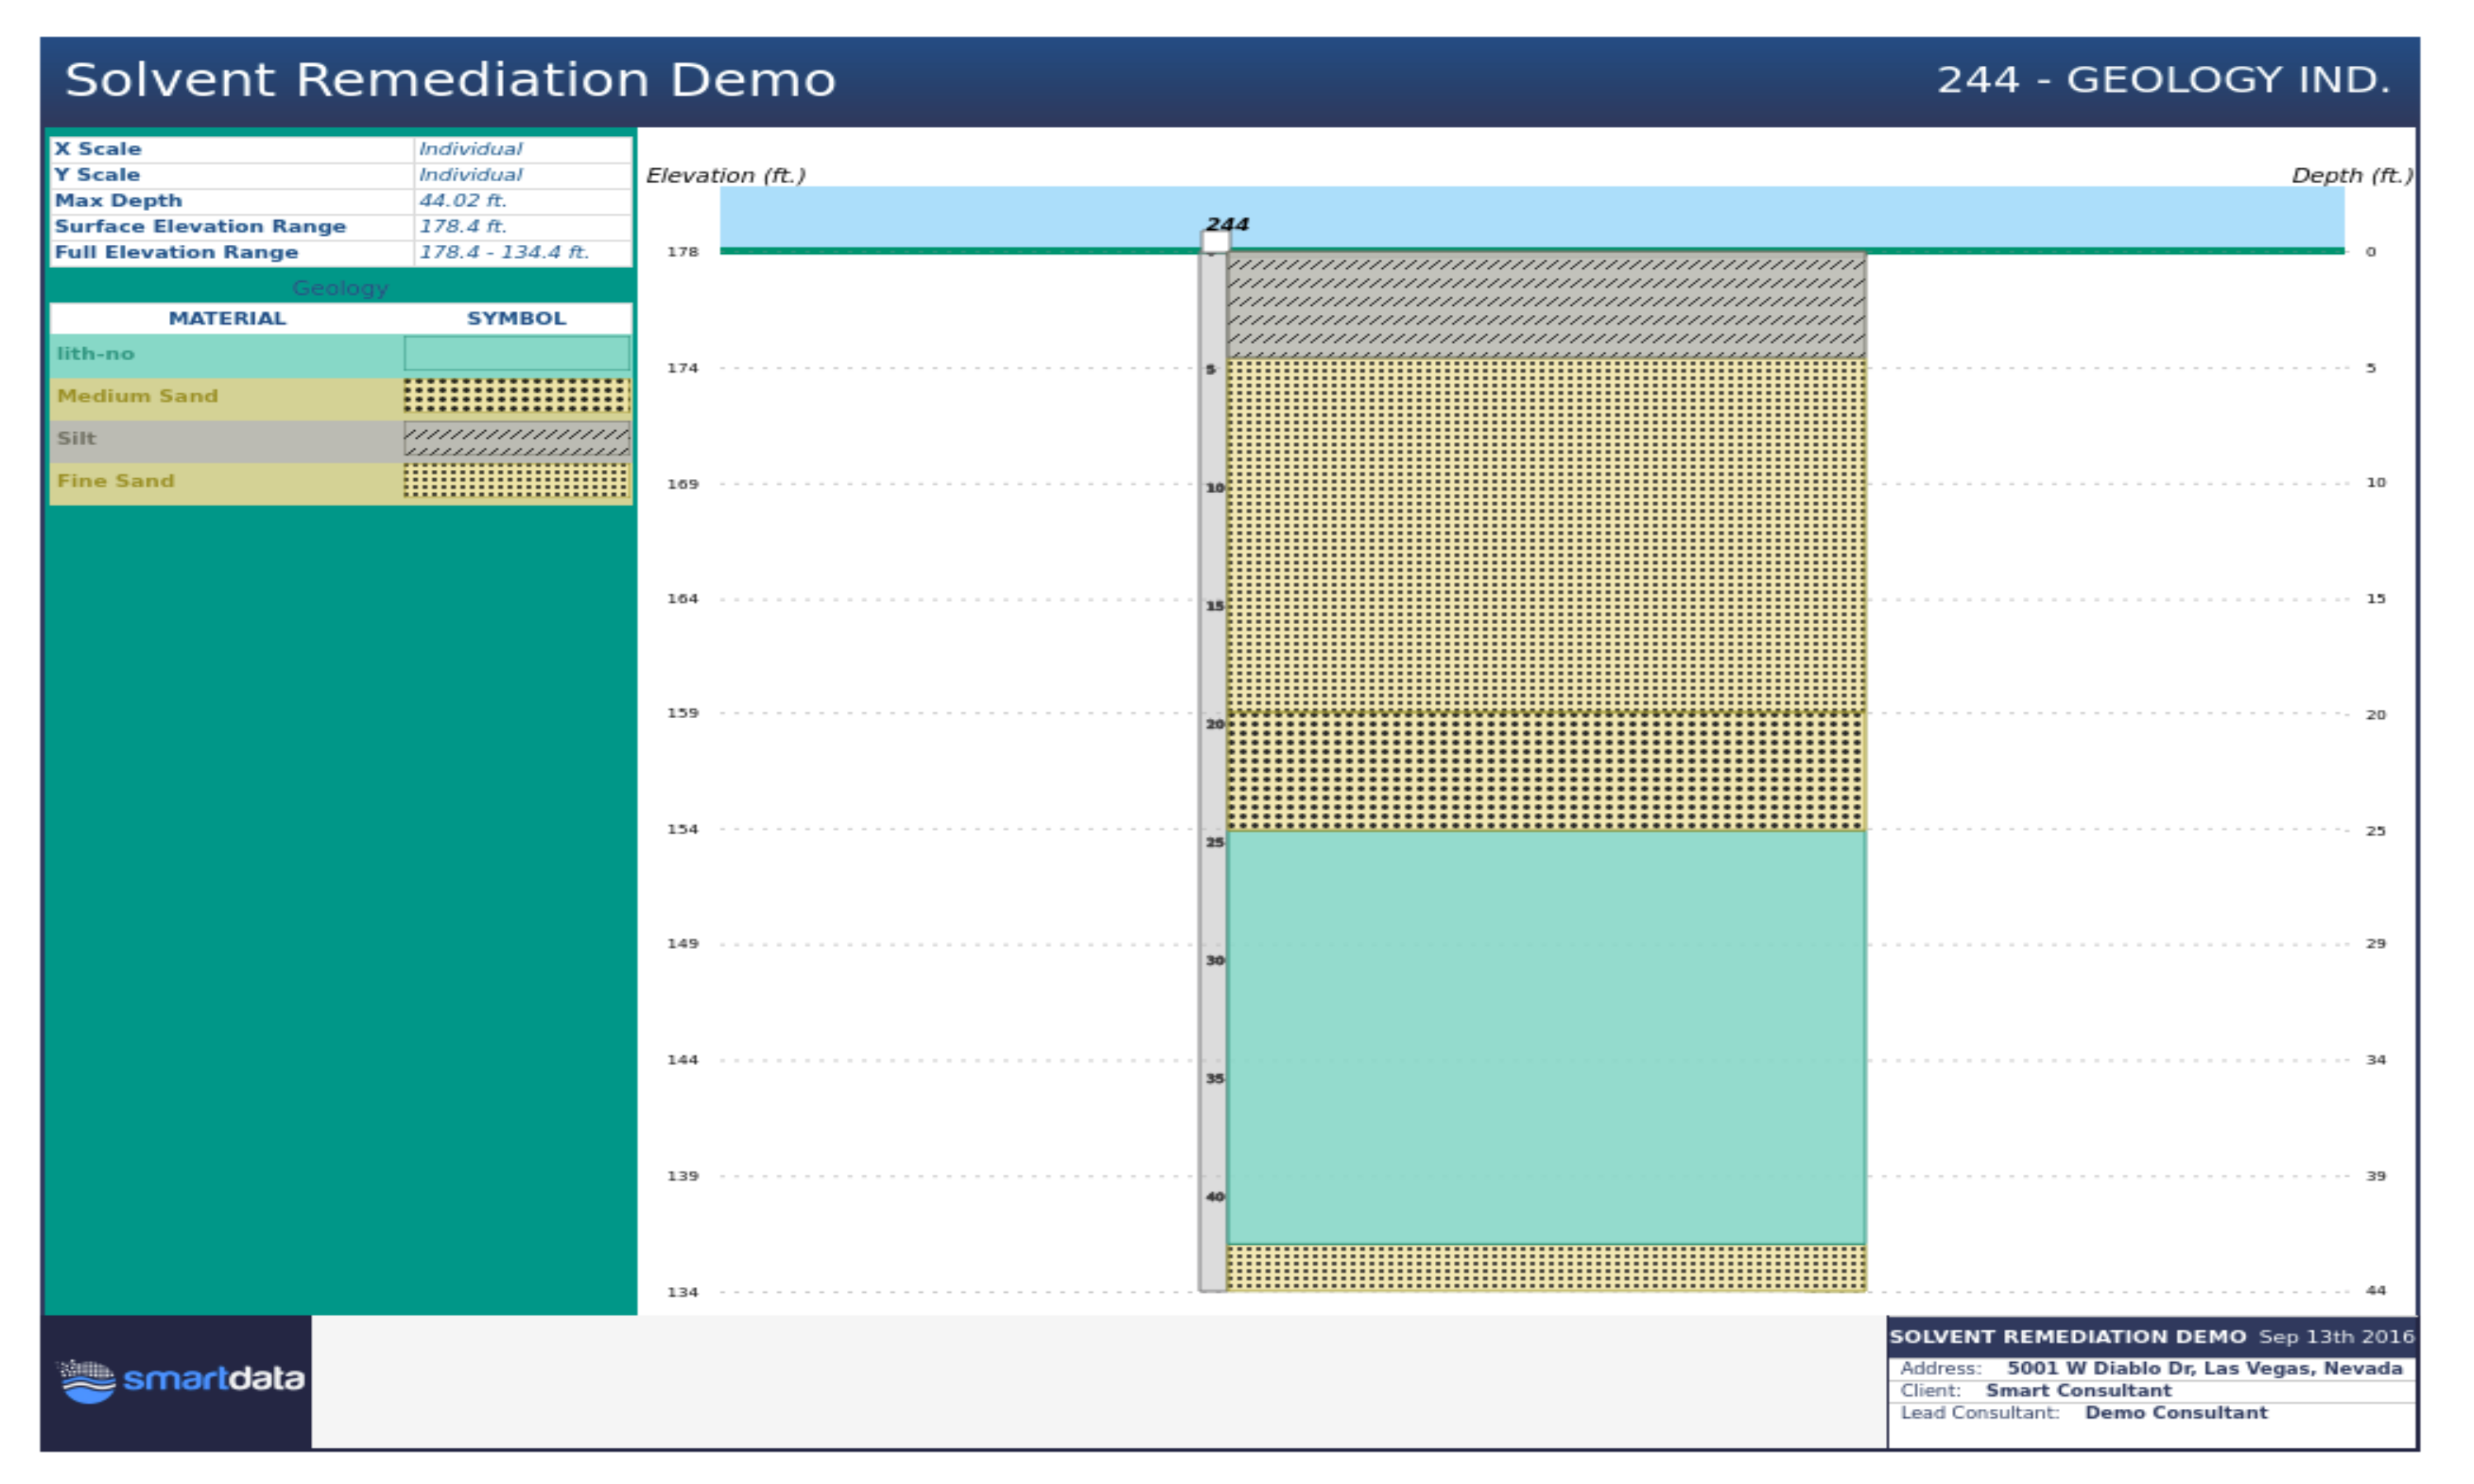 Solvent Remediation Demo
244 - GEOLOGY IND.
X Scale Individual
Y Scale Individual
Max Depth 44.02 ft.
Surface Elevation Range 178.4 ft.
Full Elevation Range 178.4 - 134.4 ft.
Geology
MATERIAL SYMBOL
lith-no
Medium Sand
Silt
Fine Sand
Elevation (ft.) Depth (ft.)
244
178 0
174 5 5
169 10 10
164 15 15
159 20 20
154 25 25
149 30 29
144 35 34
139 40 39
134 44
smartdata
SOLVENT REMEDIATION DEMO Sep 13th 2016
Address: 5001 W Diablo Dr, Las Vegas, Nevada
Client: Smart Consultant
Lead Consultant: Demo Consultant